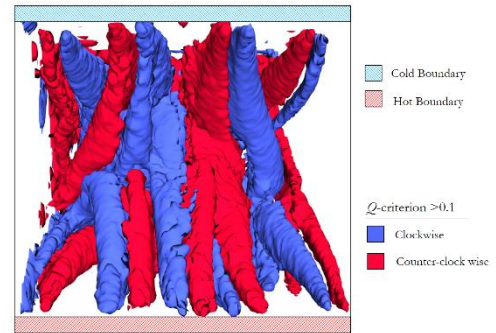 Cold Boundary
Hot Boundary
Q-criterion >0.1
Clockwise
Counter-clock wise